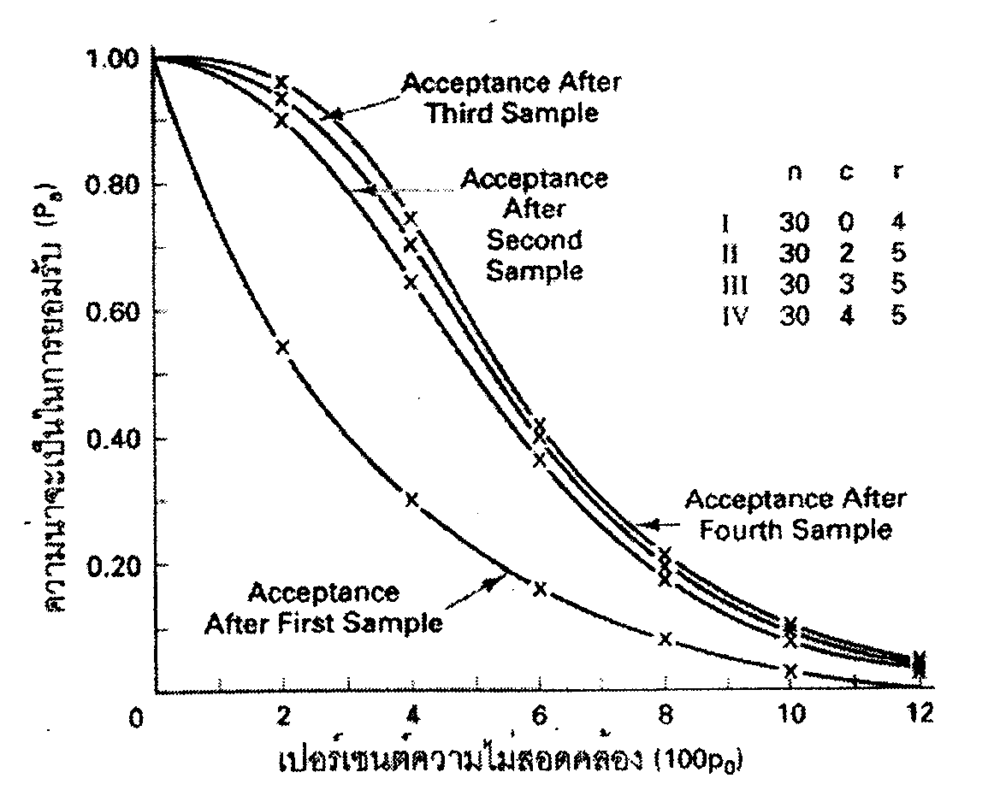 1.00
0.80
0.60
0.40
0.20
0
2
4
6
8
10
12
ความน่าจะเป็นในการยอมรับ (Pa)
Acceptance After
Third Sample
Acceptance
After
Second
Sample
n c r
I 30 0 4
II 30 2 5
III 30 3 5
IV 30 4 5
Acceptance After
Fourth Sample
Acceptance
After First Sample
เปอร์เซนต์ความไม่สอดคล้อง (100p0)